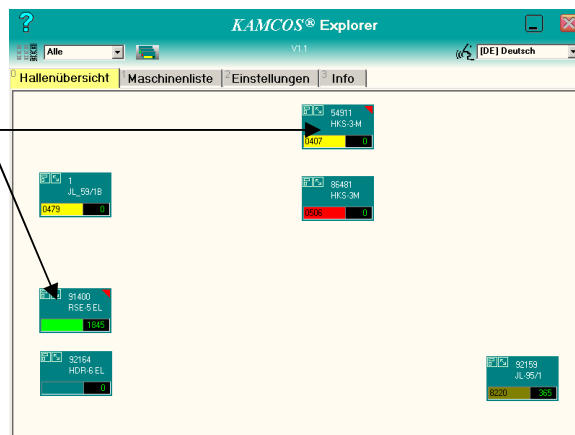 ?
KAMCOS® Explorer
Alle
V1.1
[DE] Deutsch
0 Hallenübersicht 1 Maschinenliste 2 Einstellungen 3 Info
54911
HKS-3-M
0407 0
1
JL_59/1B
0479 0
86481
HKS-3M
0506 0
91400
RSE-5 EL
1845
92164
HDR-6 EL
0
92159
JL-95/1
8220 365